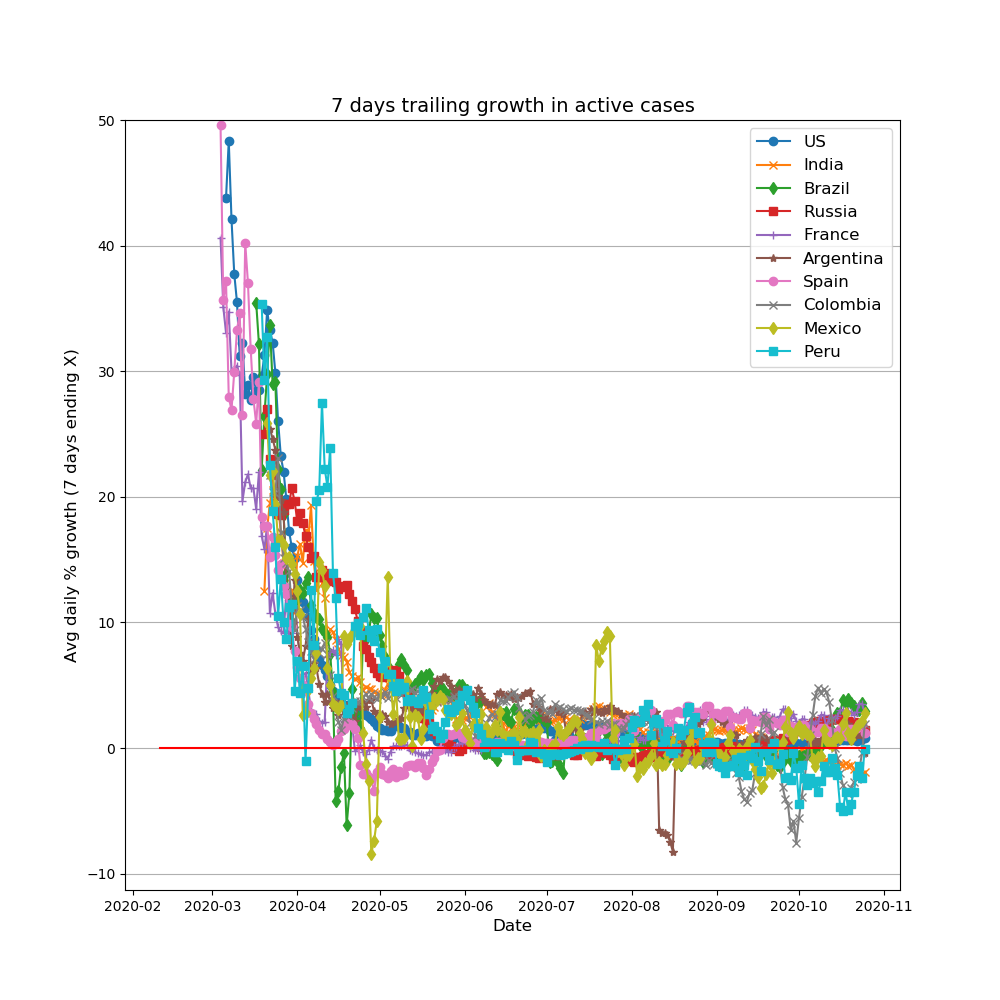 7 days trailing growth in active cases
Avg daily % growth (7 days ending X)
50
40
30
20
10
0
−10
US
India
Brazil
Russia
France
Argentina
Spain
Colombia
Mexico
Peru
2020-02 2020-03 2020-04 2020-05 2020-06 2020-07 2020-08 2020-09 2020-10 2020-11
Date